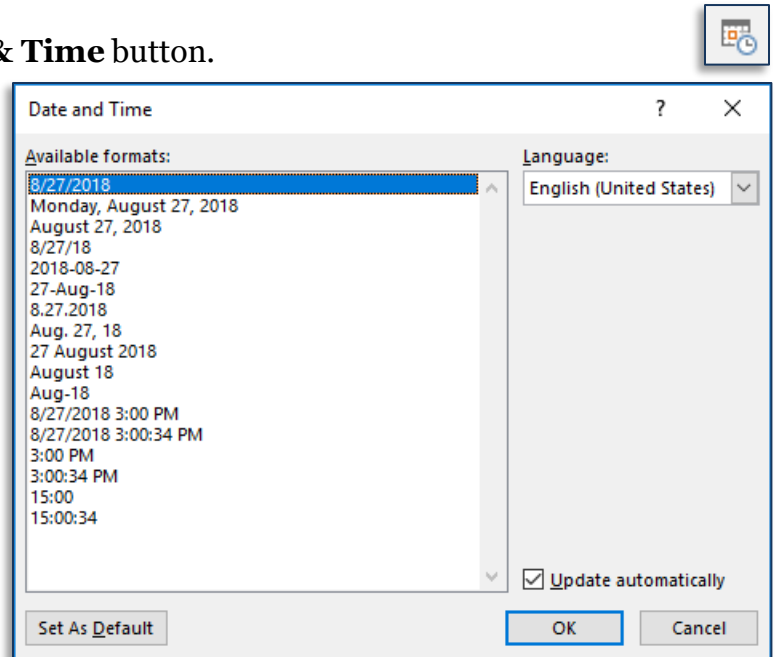 & Time button.
Date and Time
?
Available formats:
Language:
8/27/2018
English (United States)
Monday, August 27, 2018
August 27, 2018
8/27/18
2018-08-27
27-Aug-18
8.27.2018
Aug. 27, 18
27 August 2018
August 18
Aug-18
8/27/2018 3:00 PM
8/27/2018 3:00:34 PM
3:00 PM
3:00:34 PM
15:00
15:00:34
Update automatically
Set As Default
OK
Cancel